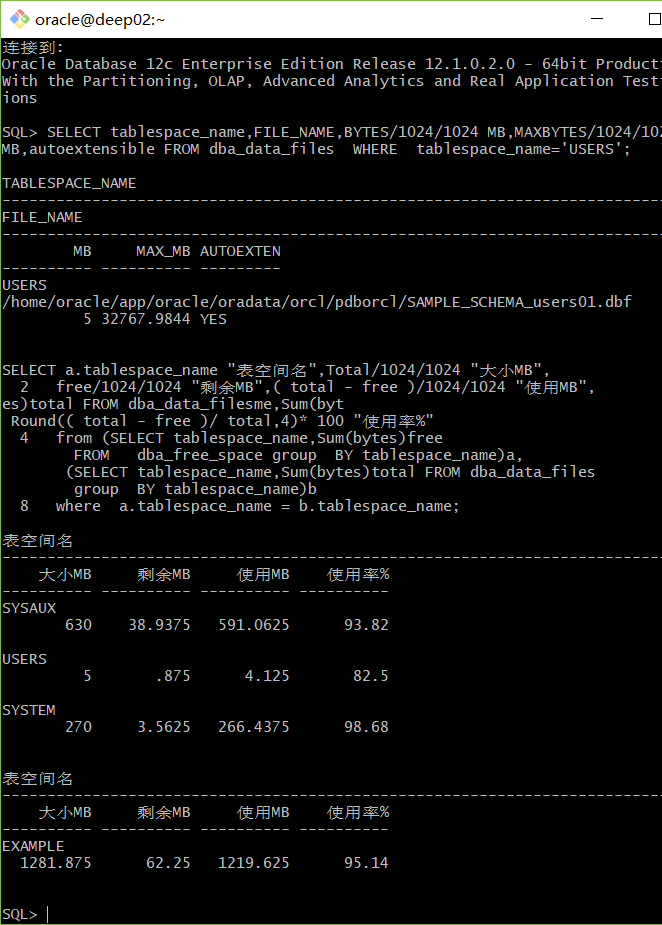 oracle@deep02:~
连接到:
Oracle Database 12c Enterprise Edition Release 12.1.0.2.0 - 64bit Producti
With the Partitioning, OLAP, Advanced Analytics and Real Application Test
ions
SQL> SELECT tablespace_name,FILE_NAME,BYTES/1024/1024 MB,MAXBYTES/1024/102
MB,autoextensible FROM dba_data_files  WHERE  tablespace_name='USERS';
TABLESPACE_NAME
--------------------------------------------------------------------------
FILE_NAME
--------------------------------------------------------------------------
        MB     MAX_MB AUTOEXTEN
---------- ---------- ---------
USERS
/home/oracle/app/oracle/oradata/orcl/pdborcl/SAMPLE_SCHEMA_users01.dbf
         5 32767.9844 YES
SELECT a.tablespace_name "表空间名",Total/1024/1024 "大小MB",
  2   free/1024/1024 "剩余MB",( total - free )/1024/1024 "使用MB",
es)total FROM dba_data_filesme,Sum(byt
 Round(( total - free )/ total,4)* 100 "使用率%"
  4   from (SELECT tablespace_name,Sum(bytes)free
        FROM   dba_free_space group  BY tablespace_name)a,
       (SELECT tablespace_name,Sum(bytes)total FROM dba_data_files
        group  BY tablespace_name)b
  8   where  a.tablespace_name = b.tablespace_name;
表空间名
--------------------------------------------------------------------------
    大小MB     剩余MB     使用MB    使用率%
---------- ---------- ---------- ----------
SYSAUX
       630    38.9375   591.0625      93.82
USERS
         5       .875      4.125       82.5
SYSTEM
       270     3.5625   266.4375      98.68
表空间名
--------------------------------------------------------------------------
    大小MB     剩余MB     使用MB    使用率%
---------- ---------- ---------- ----------
EXAMPLE
  1281.875      62.25   1219.625      95.14
SQL>